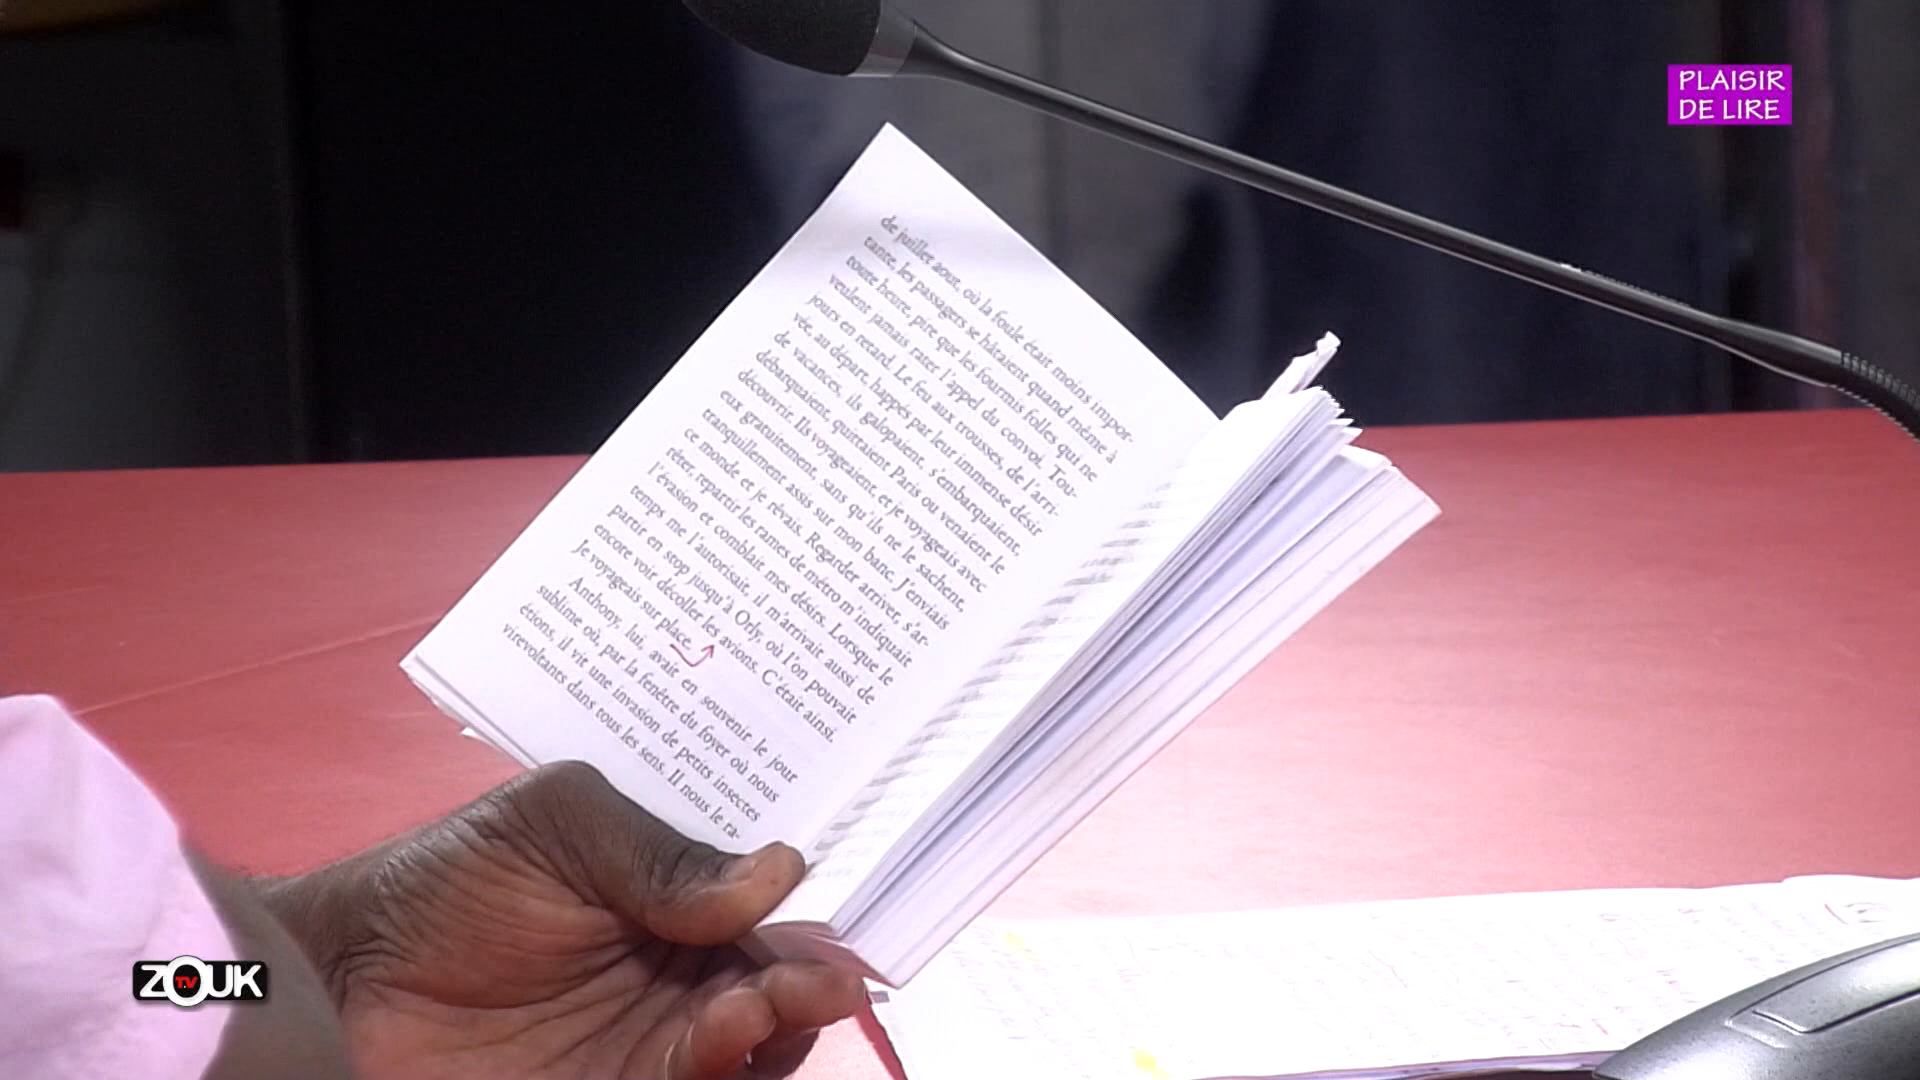 PLAISIR
DE LIRE
de juillet aout, où la foule était moins impor-
tante, les passagers se hâtaient quand même à
toute heure, pire que les fourmis folles qui ne
veulent jamais rater l'appel du convoi. Tou-
jours en retard. Le feu aux trousses, de l'arri-
vée, au départ, happés par leur immense désir
de vacances, ils galopaient, s'embarquaient,
débarquaient, quittaient Paris ou venaient le
découvrir. Ils voyageaient, et je voyageais avec
eux gratuitement, sans qu'ils ne le sachent,
tranquillement assis sur mon banc. J'enviais
ce monde et je rêvais. Regarder arriver, s'ar-
rêter, repartir les rames de métro m'indiquait
l'évasion et comblait mes désirs. Lorsque le
temps me l'autorisait, il m'arrivait aussi de
partir en stop jusqu'à Orly, où l'on pouvait
encore voir décoller les avions. C'était ainsi.
Je voyageais sur place.
Anthony, lui, avait en souvenir le jour
sublime où, par la fenêtre du foyer où nous
étions, il vit une invasion de petits insectes
virevoltants dans tous les sens. Il nous le ra-
ZOUK
TV